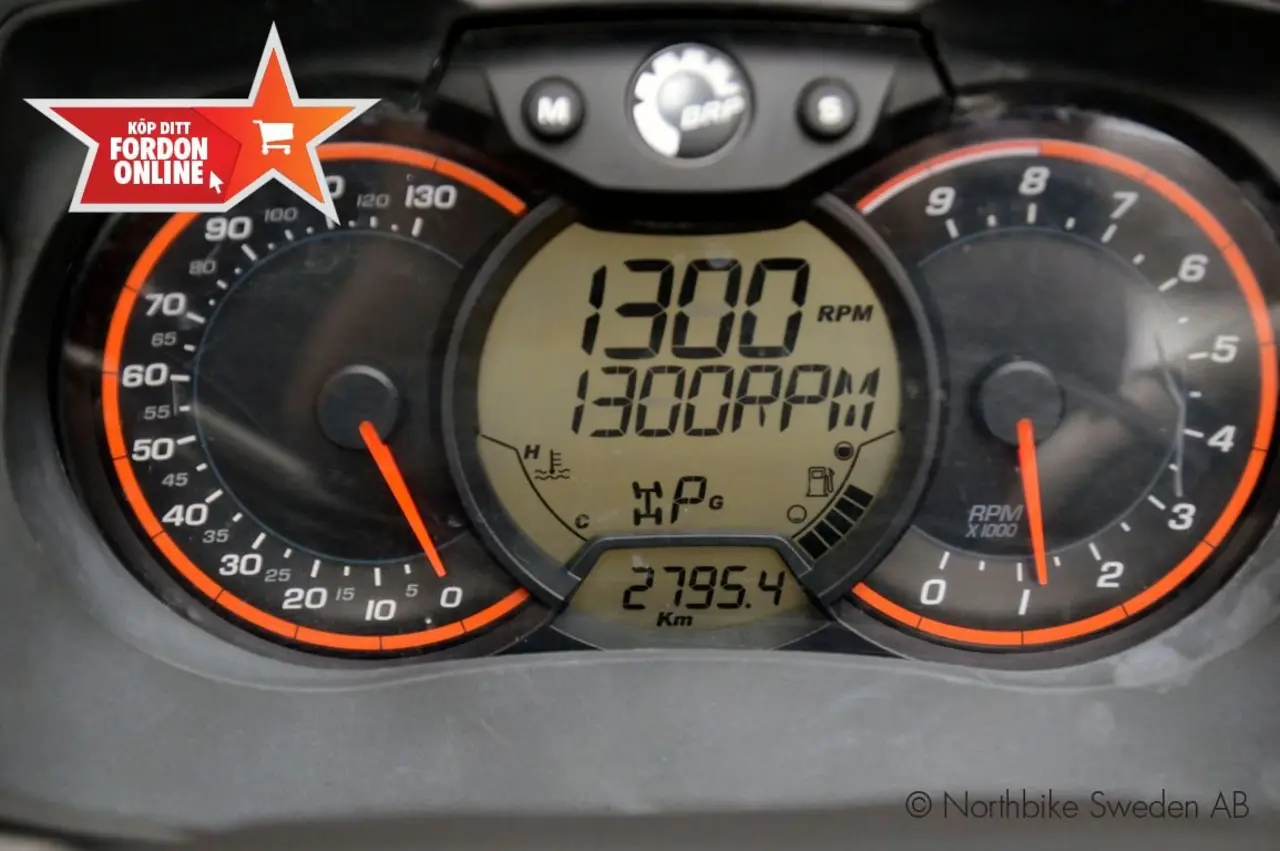 KÖP DITT
FORDON
ONLINE
M
BRP
S
0 5 10 15 20 25 30 35 40 45 50 55 60 65 70 80 90 100 120 130
1300 RPM
1300RPM
H
C
P G
2795.4
Km
9 8 7 6 5 4 3 2 1 0
RPM
X1000
© Northbike Sweden AB